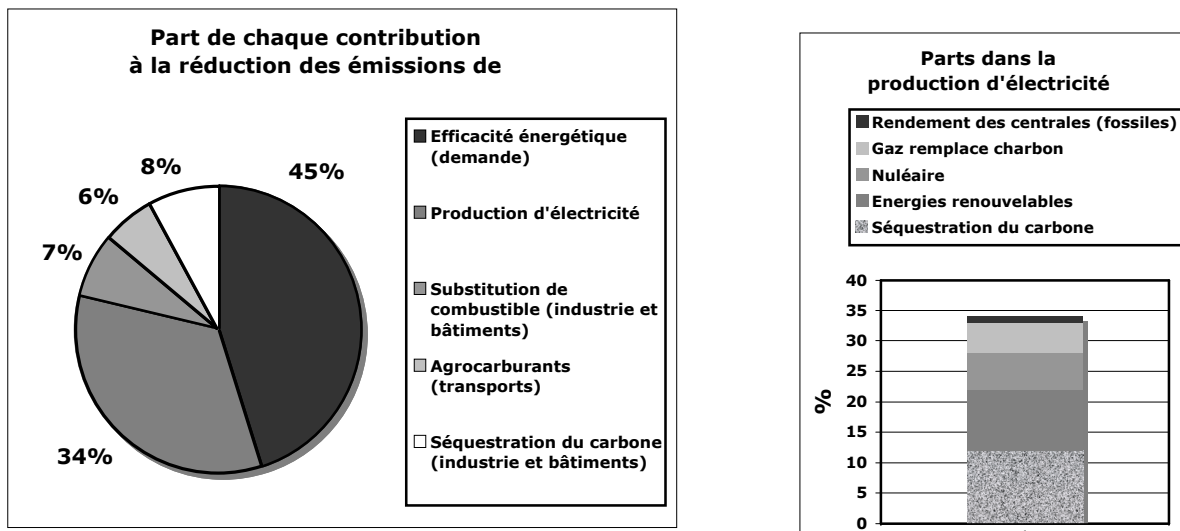 Part de chaque contribution
à la réduction des émissions de
45%
34%
7%
6%
8%
Efficacité énergétique
(demande)
Production d'électricité
Substitution de
combustible (industrie et
bâtiments)
Agrocarburants
(transports)
Séquestration du carbone
(industrie et bâtiments)
Parts dans la
production d'électricité
Rendement des centrales (fossiles)
Gaz remplace charbon
Nuléaire
Energies renouvelables
Séquestration du carbone
%
40
35
30
25
20
15
10
5
0